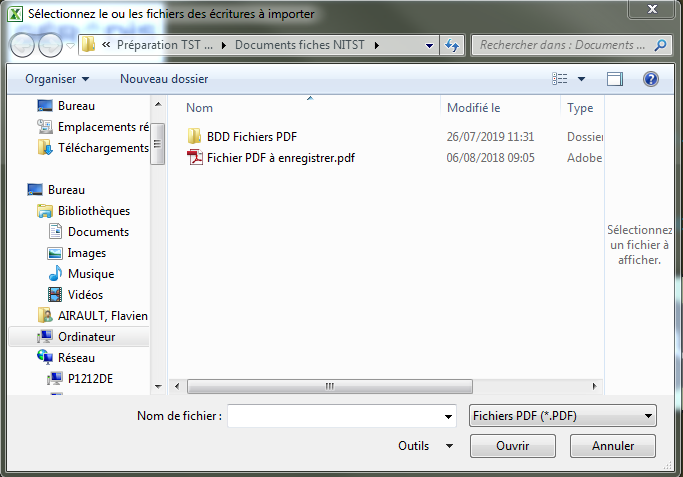 Sélectionnez le ou les fichiers des écritures à importer
« Préparation TST ... Documents fiches NITST
Rechercher dans : Documents ...
Organiser
Nouveau dossier
Bureau
Emplacements ré
Téléchargements
Bureau
Bibliothèques
Documents
Images
Musique
Vidéos
AIRAULT, Flavien
Ordinateur
Réseau
P1212DE
Nom Modifié le Type
BDD Fichiers PDF 26/07/2019 11:31 Dossier
Fichier PDF à enregistrer.pdf 06/08/2018 09:05 Adobe
Sélectionnez
un fichier à
afficher.
Nom de fichier :
Fichiers PDF (*.PDF)
Outils
Ouvrir
Annuler